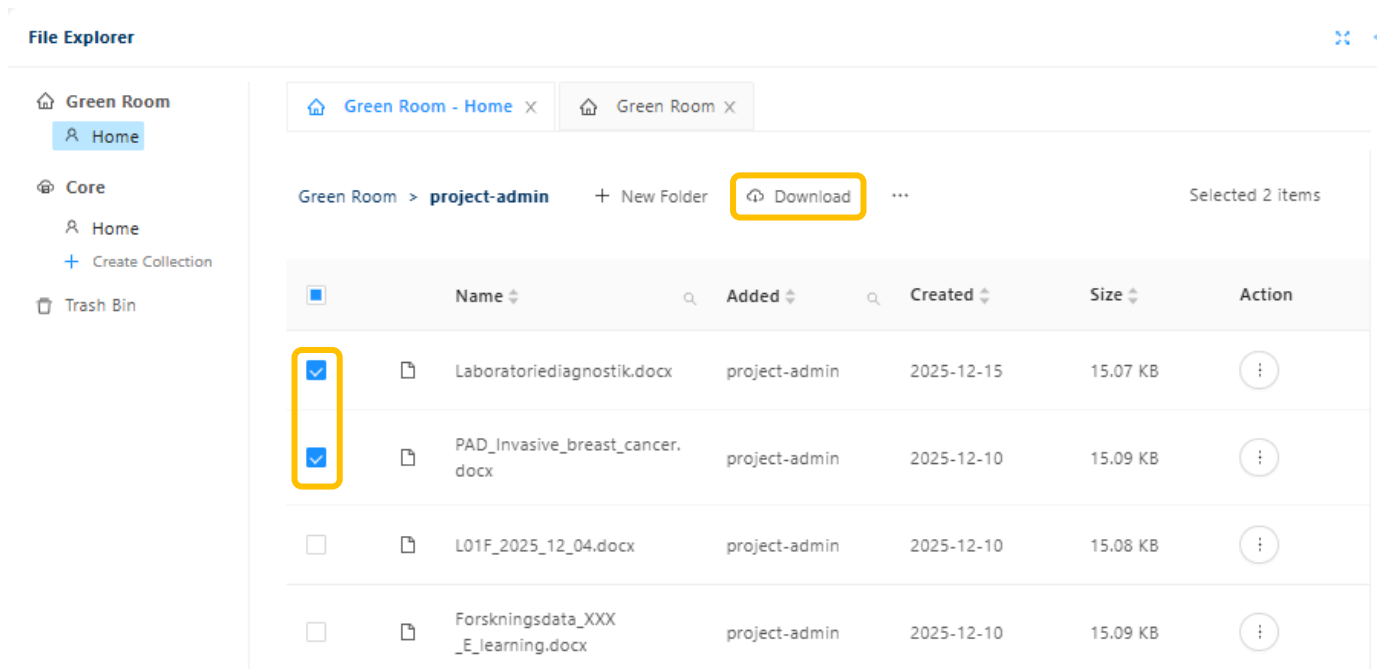 File Explorer
Green Room
Home
Core
Home
Create Collection
Trash Bin
Green Room - Home
Green Room
Green Room > project-admin
+ New Folder
Download
...
Selected 2 items
Name Added Created Size Action
Laboratoriediagnostik.docx project-admin 2025-12-15 15.07 KB
PAD_Invasive_breast_cancer.
docx project-admin 2025-12-10 15.09 KB
L01F_2025_12_04.docx project-admin 2025-12-10 15.08 KB
Forskningsdata_XXX
_E_learning.docx project-admin 2025-12-10 15.09 KB